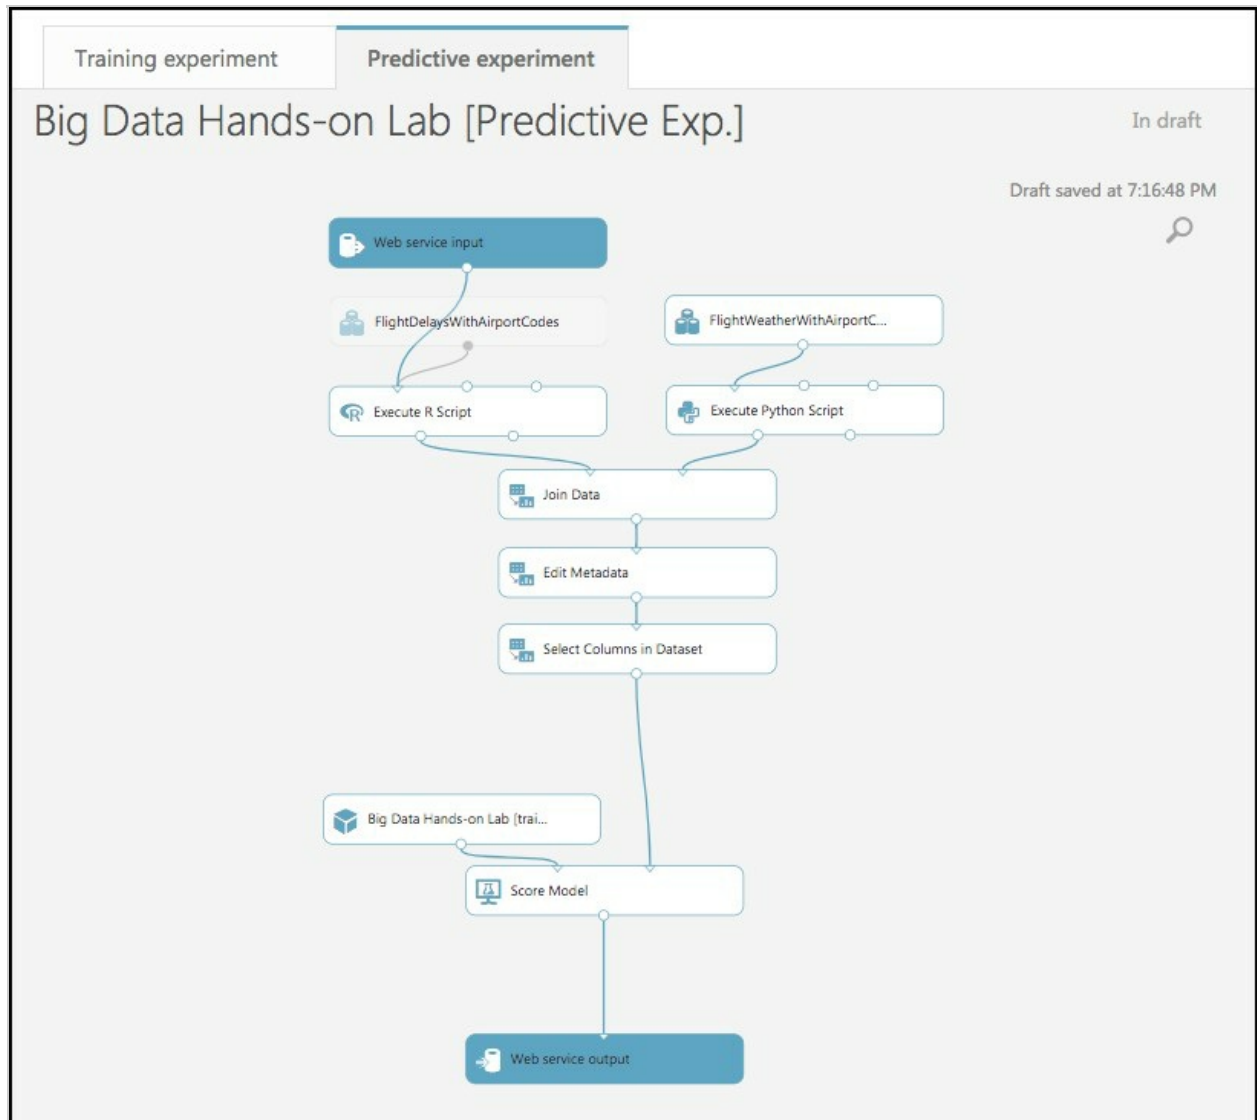 Training experiment
Predictive experiment
Big Data Hands-on Lab [Predictive Exp.]
In draft
Draft saved at 7:16:48 PM
Web service input
FlightDelaysWithAirportCodes
FlightWeatherWithAirportC...
Execute R Script
Execute Python Script
Join Data
Edit Metadata
Select Columns in Dataset
Big Data Hands-on Lab [trai...
Score Model
Web service output